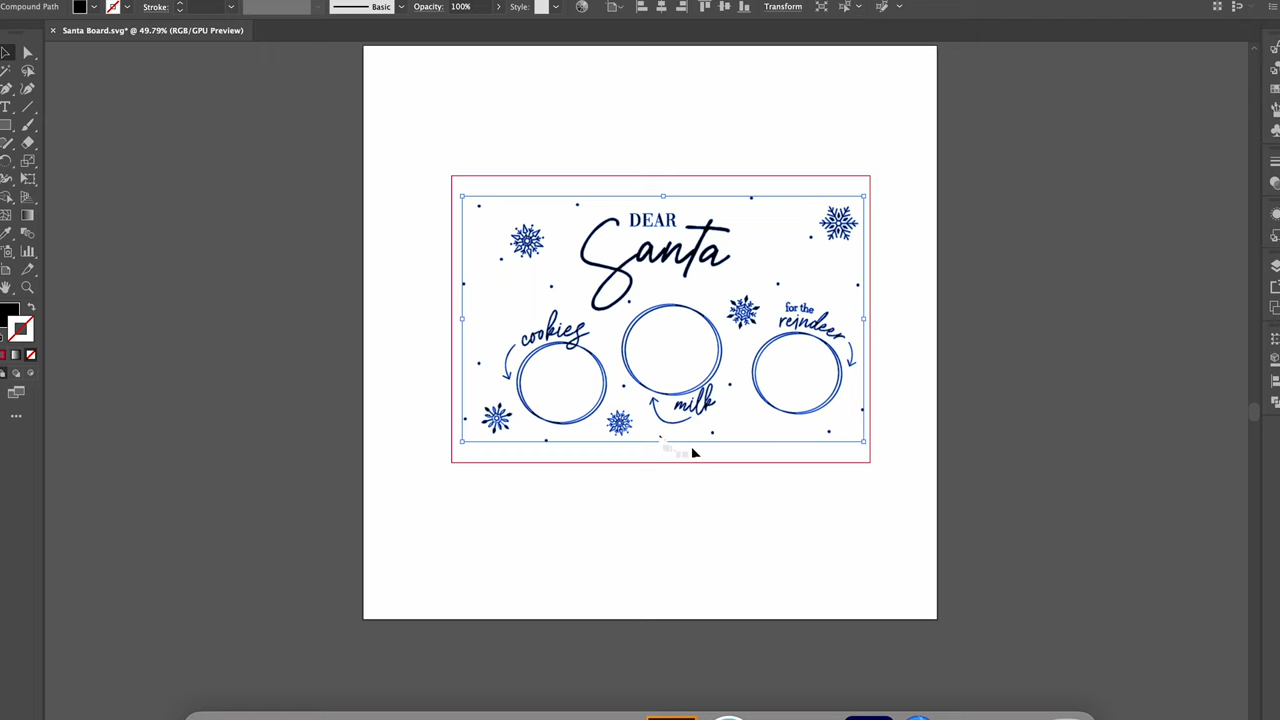 Compound Path
Stroke:
Basic
Opacity: 100%
Style:
Transform
× Santa Board.svg* @ 49.79% (RGB/GPU Preview)
DEAR
Santa
for the
reindeer
cookies
milk